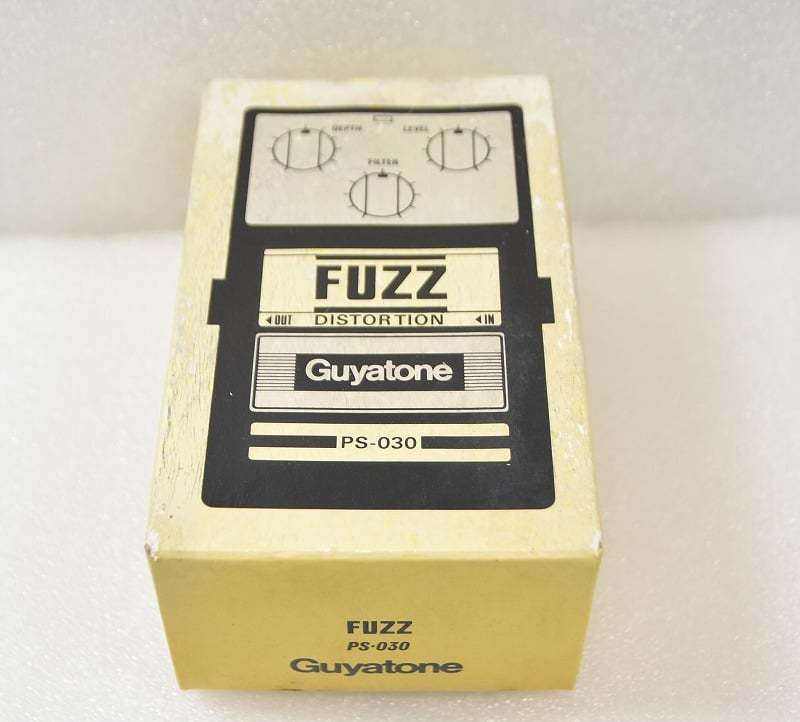 DEPTH LEVEL
FILTER
FUZZ
◄OUT DISTORTION ◄IN
Guyatone
PS-030
FUZZ
PS-030
Guyatone